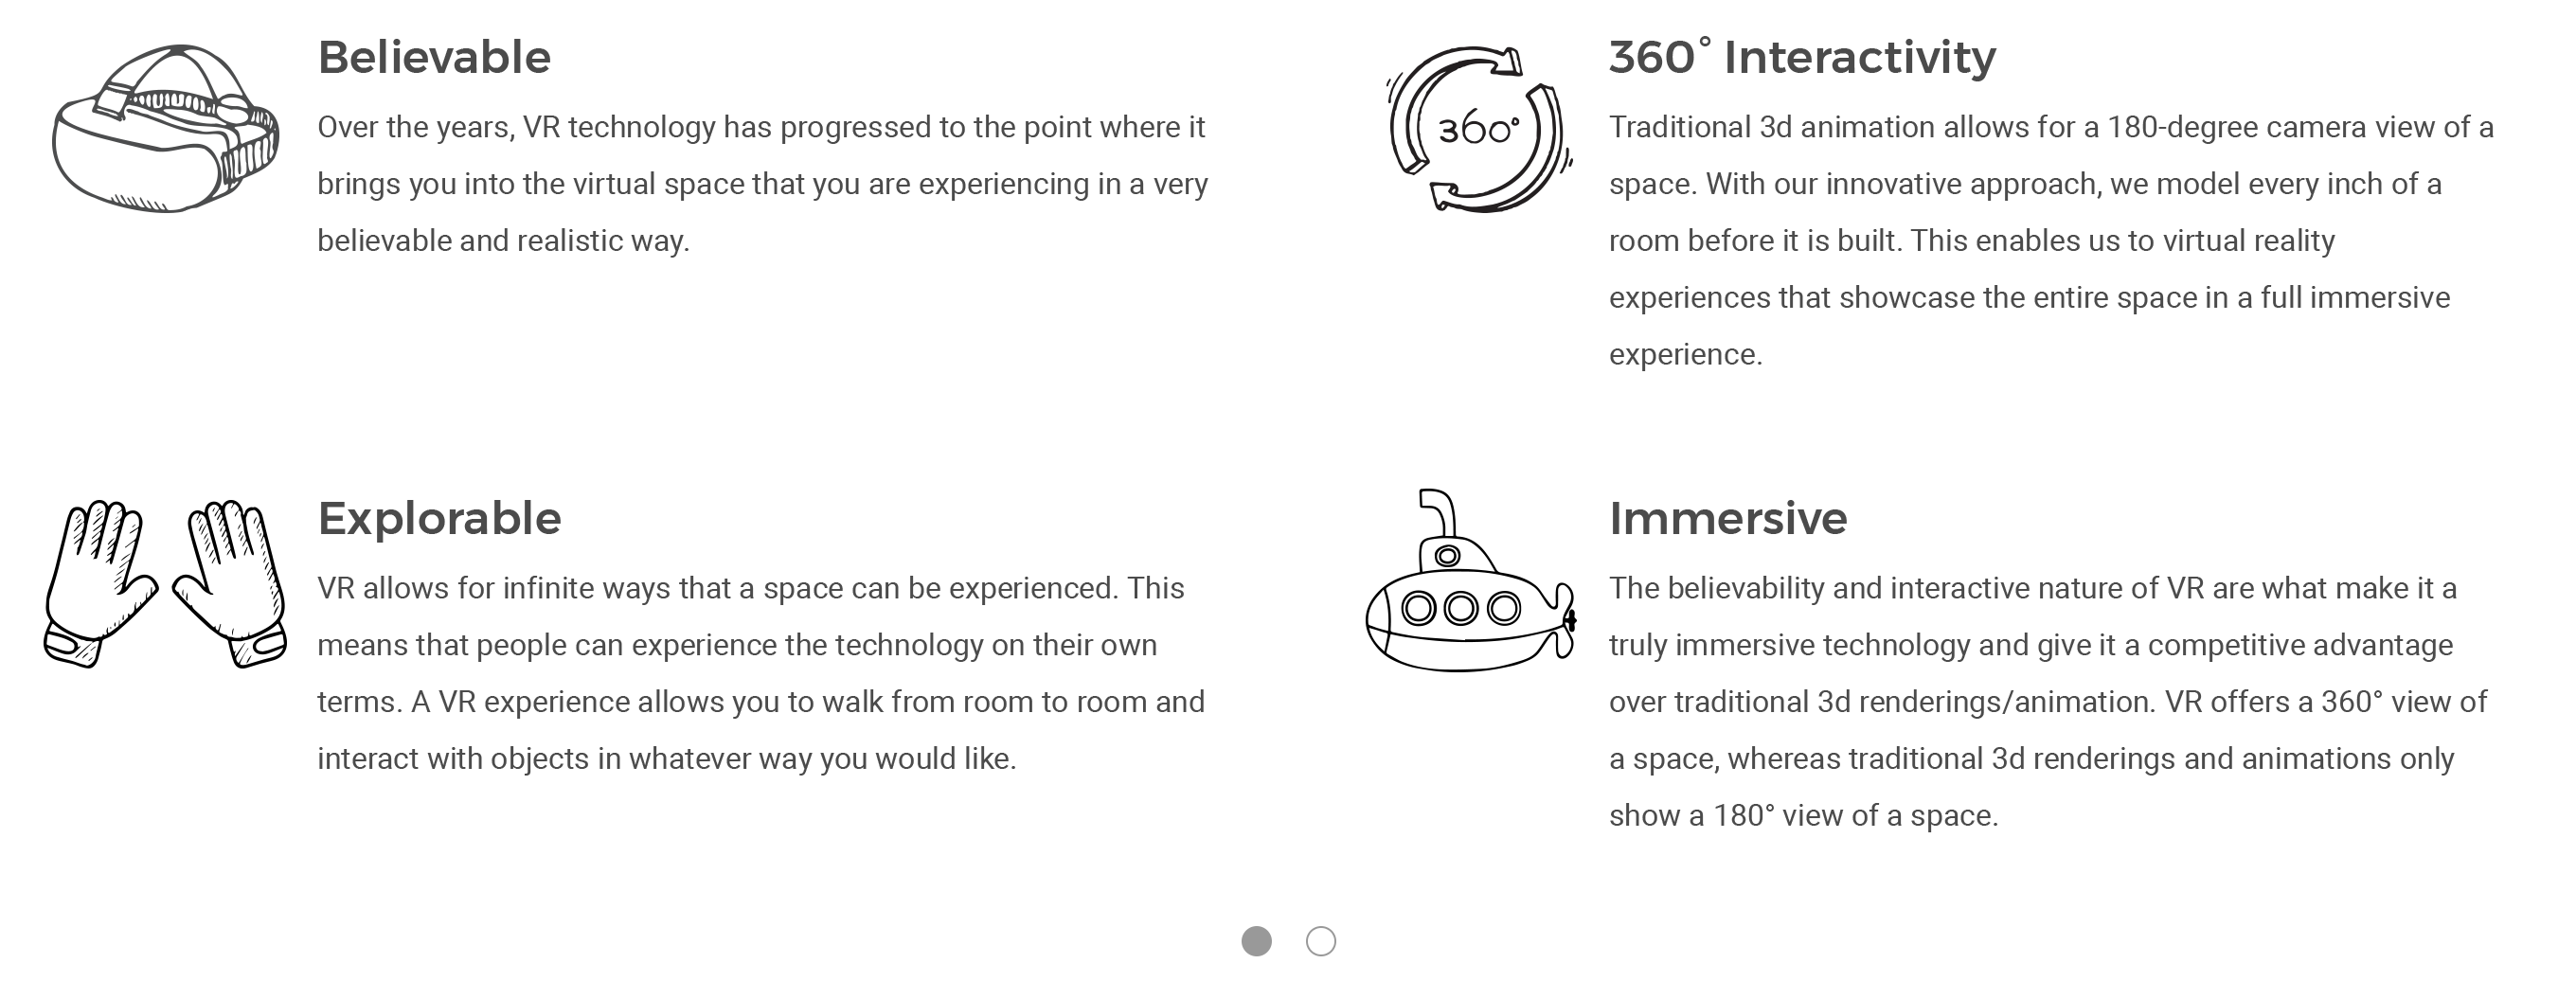 Believable
Over the years, VR technology has progressed to the point where it
brings you into the virtual space that you are experiencing in a very
believable and realistic way.
360° Interactivity
360°
Traditional 3d animation allows for a 180-degree camera view of a
space. With our innovative approach, we model every inch of a
room before it is built. This enables us to virtual reality
experiences that showcase the entire space in a full immersive
experience.
Explorable
VR allows for infinite ways that a space can be experienced. This
means that people can experience the technology on their own
terms. A VR experience allows you to walk from room to room and
interact with objects in whatever way you would like.
Immersive
The believability and interactive nature of VR are what make it a
truly immersive technology and give it a competitive advantage
over traditional 3d renderings/animation. VR offers a 360° view of
a space, whereas traditional 3d renderings and animations only
show a 180° view of a space.